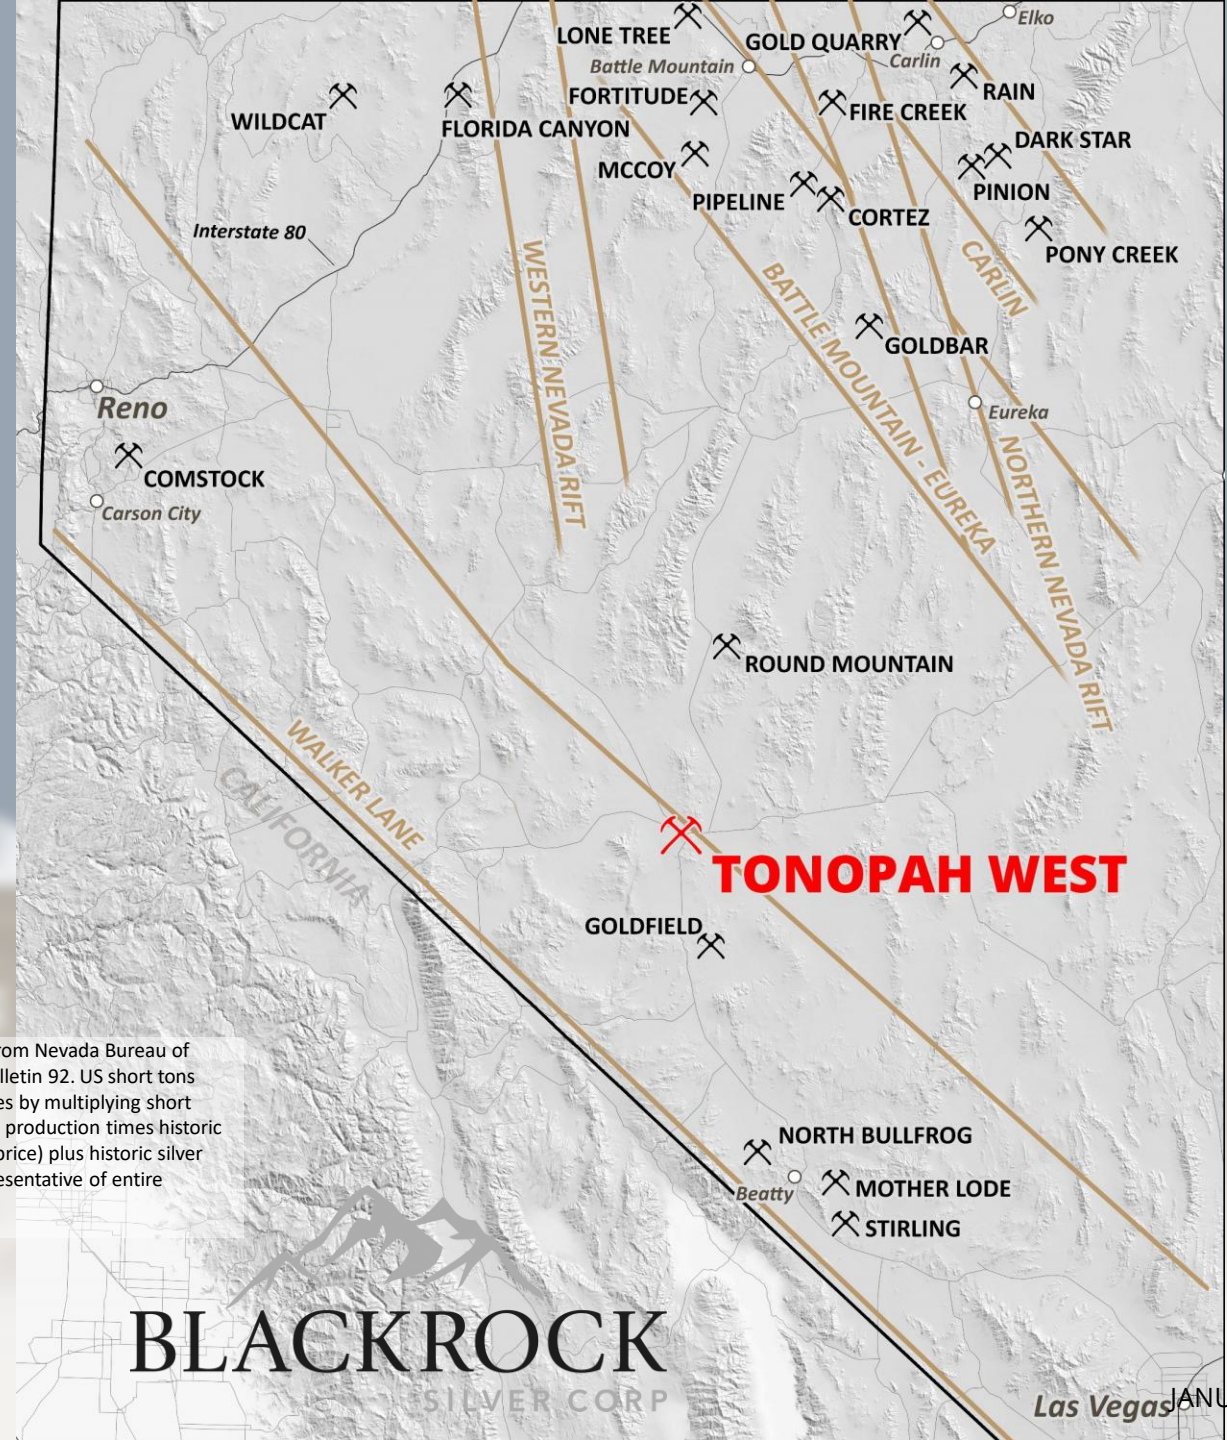 LONE TREE
GOLD QUARRY
Elko
Carlin
Battle Mountain
RAIN
WILDCAT
FORTITUDE
FIRE CREEK
FLORIDA CANYON
DARK STAR
MCCOY
PINION
PIPELINE
CORTEZ
Interstate 80
PONY CREEK
CARLIN
WESTERN NEVADA RIFT
BATTLE MOUNTAIN - EUREKA
GOLDBAR
Reno
Eureka
COMSTOCK
Carson City
NORTHERN NEVADA RIFT
ROUND MOUNTAIN
WALKER LANE
CALIFORNIA
TONOPAH WEST
GOLDFIELD
rom Nevada Bureau of
lletin 92. US short tons
es by multiplying short
production times historic
price) plus historic silver
esentative of entire
NORTH BULLFROG
Beatty
MOTHER LODE
STIRLING
BLACKROCK
SILVER CORP
Las Vegas
JANU